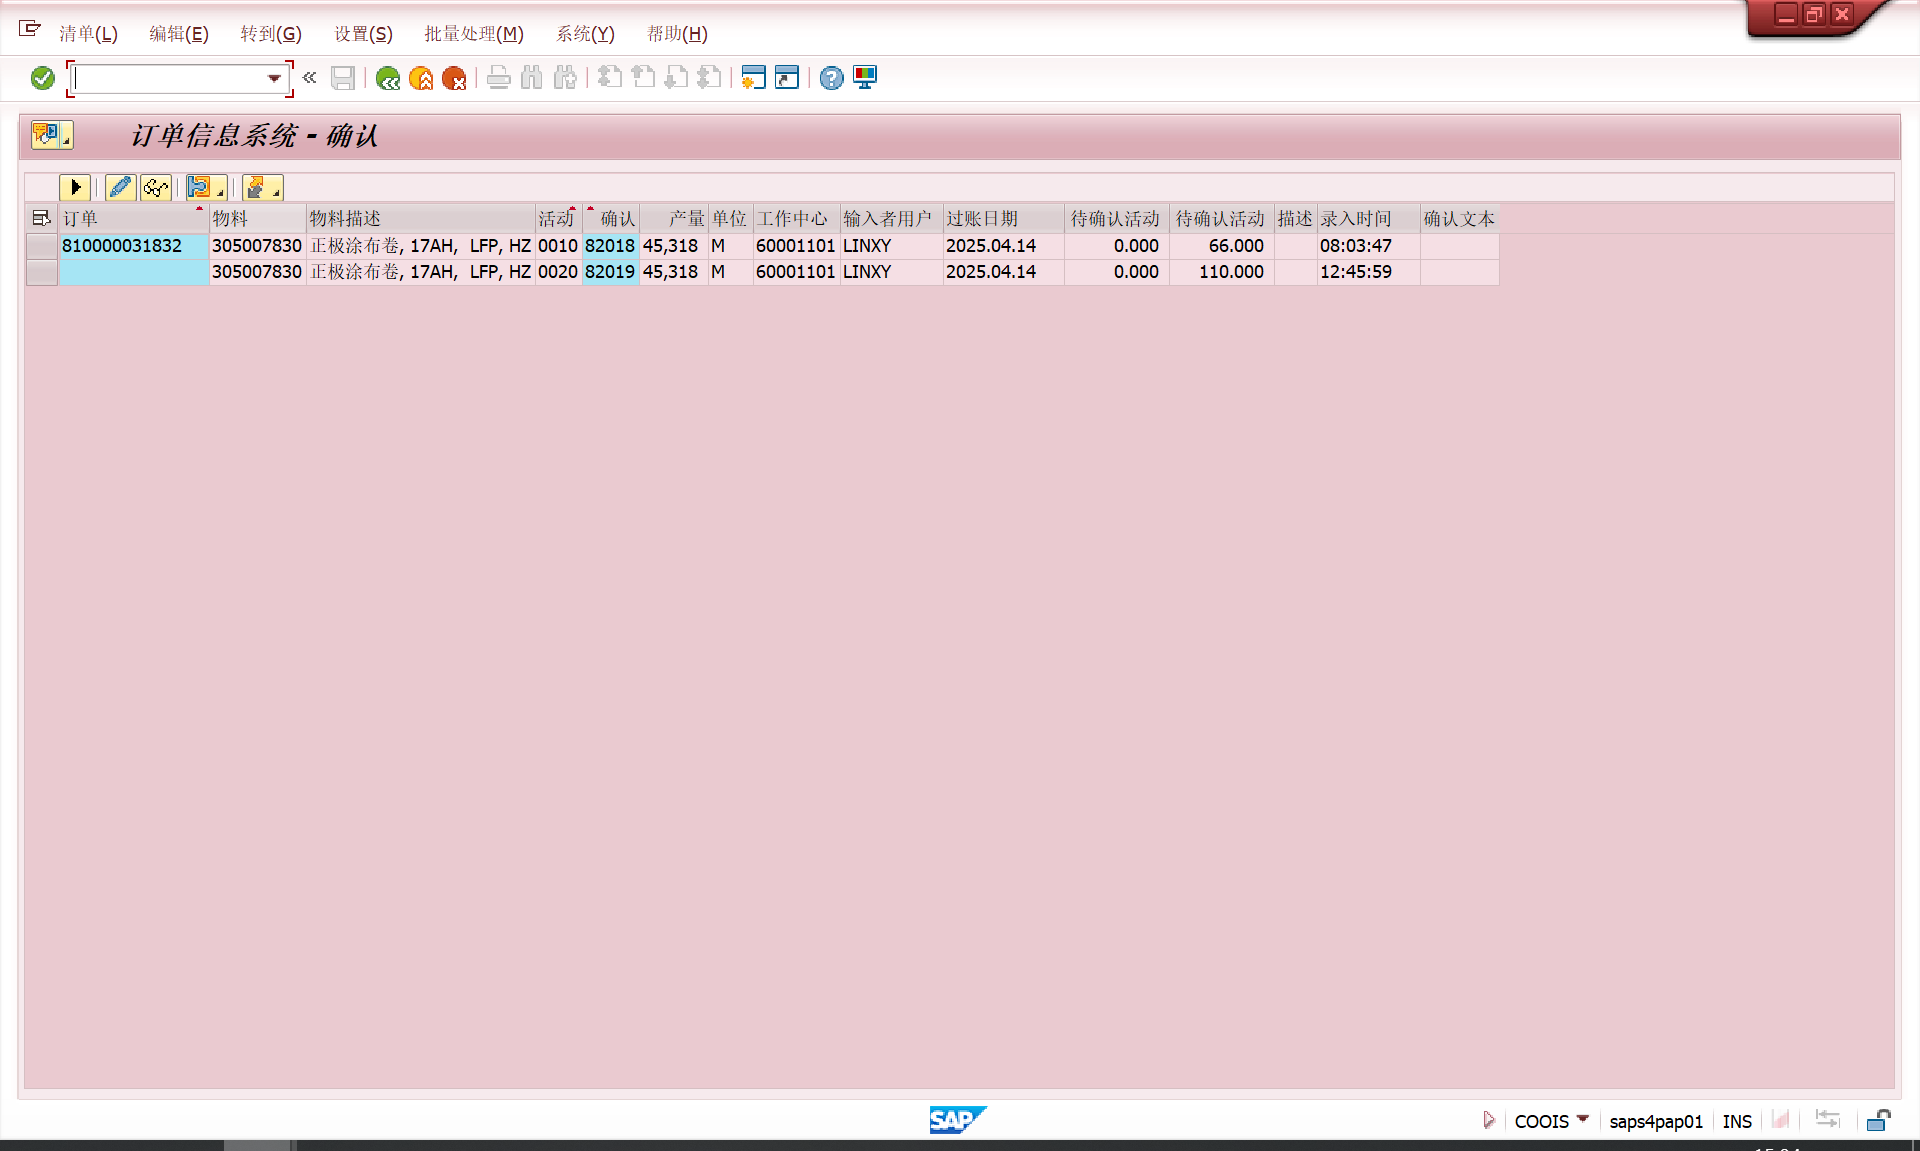 清单(L) 编辑(E) 转到(G) 设置(S) 批量处理(M) 系统(Y) 帮助(H)
订单信息系统 - 确认
订单 物料 物料描述 活动 确认 产量 单位 工作中心 输入者用户 过账日期 待确认活动 待确认活动 描述 录入时间 确认文本
810000031832 305007830 正极涂布卷, 17AH, LFP, HZ 0010 82018 45,318 M 60001101 LINXY 2025.04.14 0.000 66.000 08:03:47
305007830 正极涂布卷, 17AH, LFP, HZ 0020 82019 45,318 M 60001101 LINXY 2025.04.14 0.000 110.000 12:45:59
SAP COOIS saps4pap01 INS